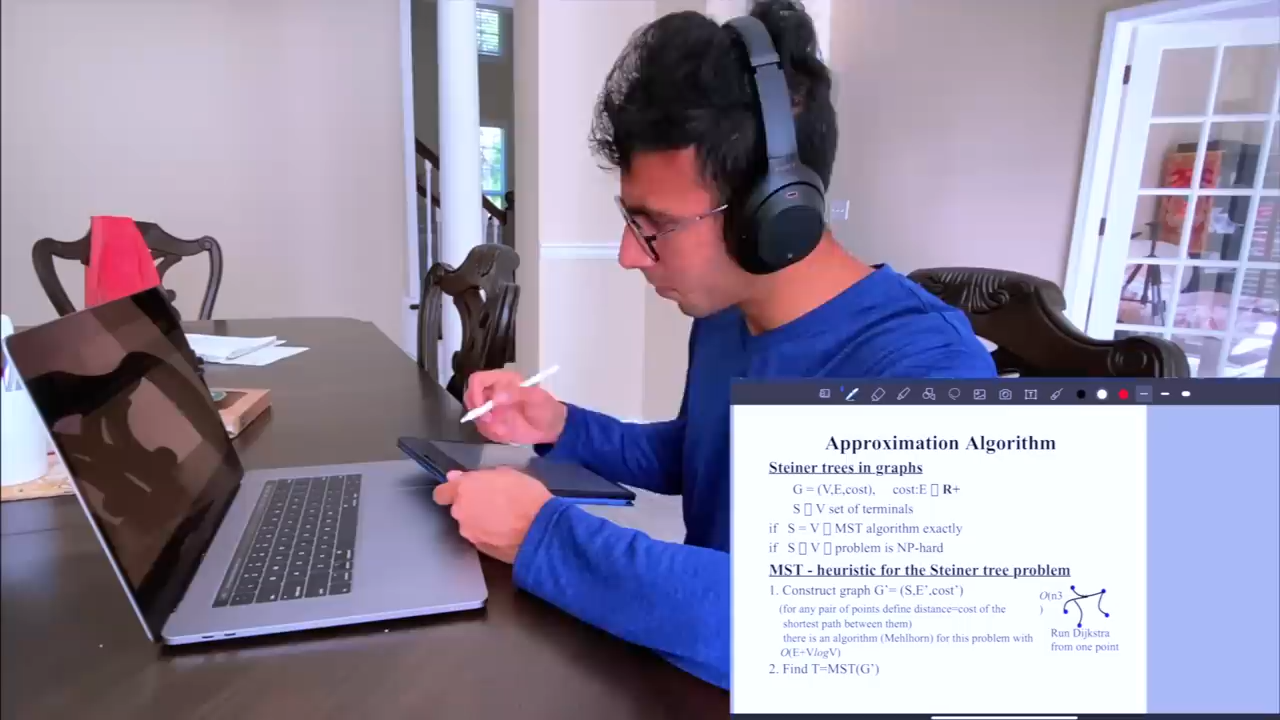 Approximation Algorithm
Steiner trees in graphs
G = (V,E,cost), cost:E ▯ R+
S ▯ V set of terminals
if S = V ▯ MST algorithm exactly
if S ▯ V ▯ problem is NP-hard
MST - heuristic for the Steiner tree problem
1. Construct graph G’= (S,E’,cost’)
(for any pair of points define distance=cost of the
shortest path between them)
there is an algorithm (Mehlhorn) for this problem with
O(E+VlogV)
O(n3
)
Run Dijkstra
from one point
2. Find T=MST(G’)